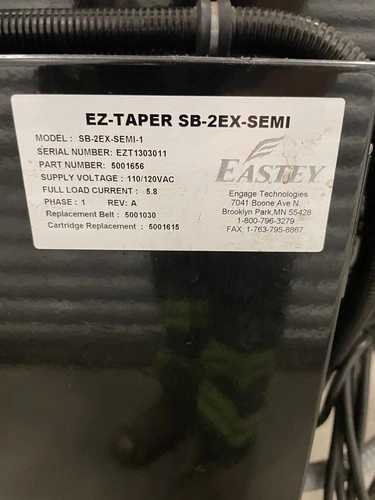 EZ-TAPER SB-2EX-SEMI
MODEL : SB-2EX-SEMI-1
SERIAL NUMBER: EZT1303011
PART NUMBER: 5001656
SUPPLY VOLTAGE : 110/120VAC
FULL LOAD CURRENT : 5.8
PHASE : 1 REV: A
Replacement Belt : 5001030
Cartridge Replacement : 5001615
EASTEY
Engage Technologies
7041 Boone Ave N
Brooklyn Park,MN 55428
1-800-796-3279
FAX: 1-763-795-8867